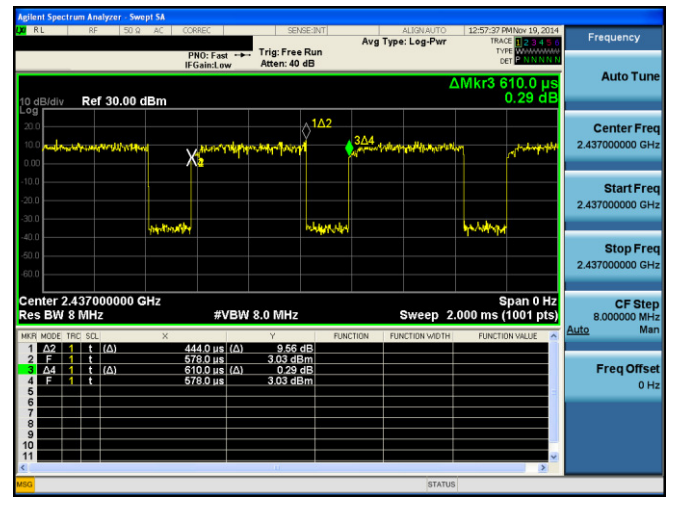 Agilent Spectrum Analyzer - Swept SA
LXI RL RF 50 Ω AC CORREC SENSE:INT ALIGNAUTO 12:57:37 PM Nov 19, 2014
PNO: Fast Trig: Free Run Avg Type: Log-Pwr TRACE 1 2 3 4 5 6
IFGain:Low Atten: 40 dB TYPE WWWWWW
DET P N N N N N
Frequency
ΔMkr3 610.0 µs
0.29 dB
10 dB/div Ref 30.00 dBm
Log
20.0
10.0
0.00
-10.0
-20.0
-30.0
-40.0
-50.0
-60.0
1Δ2
3Δ4
2
Center 2.437000000 GHz Span 0 Hz
Res BW 8 MHz #VBW 8.0 MHz Sweep 2.000 ms (1001 pts)
MKR MODE TRC SCL X Y FUNCTION FUNCTION WIDTH FUNCTION VALUE
1 Δ2 1 t (Δ) 444.0 µs (Δ) 9.56 dB
2 F 1 t 578.0 µs 3.03 dBm
3 Δ4 1 t (Δ) 610.0 µs (Δ) 0.29 dB
4 F 1 t 578.0 µs 3.03 dBm
5
6
7
8
9
10
11
MSG STATUS
Auto Tune
Center Freq
2.437000000 GHz
Start Freq
2.437000000 GHz
Stop Freq
2.437000000 GHz
CF Step
8.000000 MHz
Auto Man
Freq Offset
0 Hz